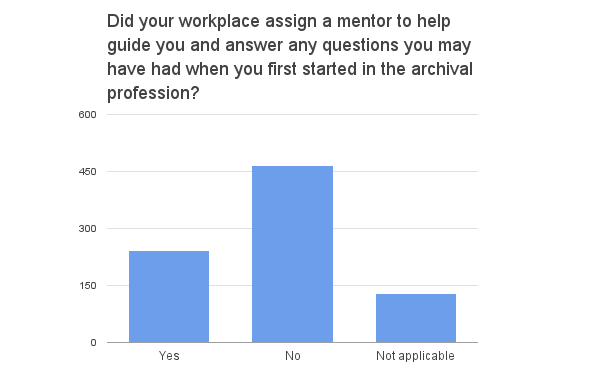 Did your workplace assign a mentor to help
guide you and answer any questions you may
have had when you first started in the archival
profession?
600
450
300
150
0
Yes No Not applicable